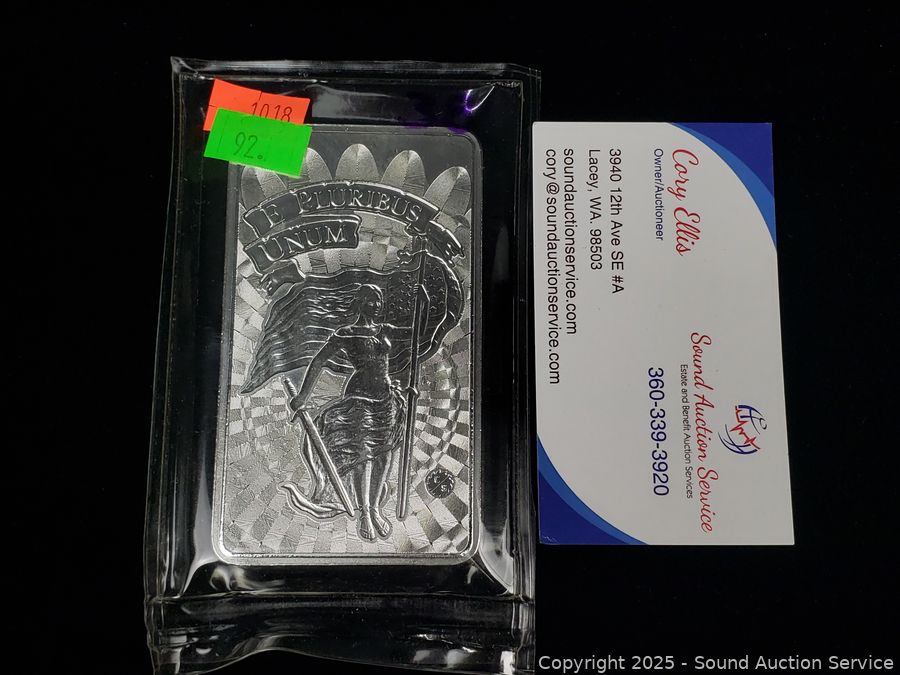 1018
92.
E PLURIBUS
UNUM
Cory Ellis
Owner/Auctioneer
3940 12th Ave SE #A
Lacey, WA 98503
soundauctionservice.com
cory@soundauctionservice.com
Sound Auction Service
Estate and Benefit Auction Services
360-339-3920
Copyright 2025 - Sound Auction Service